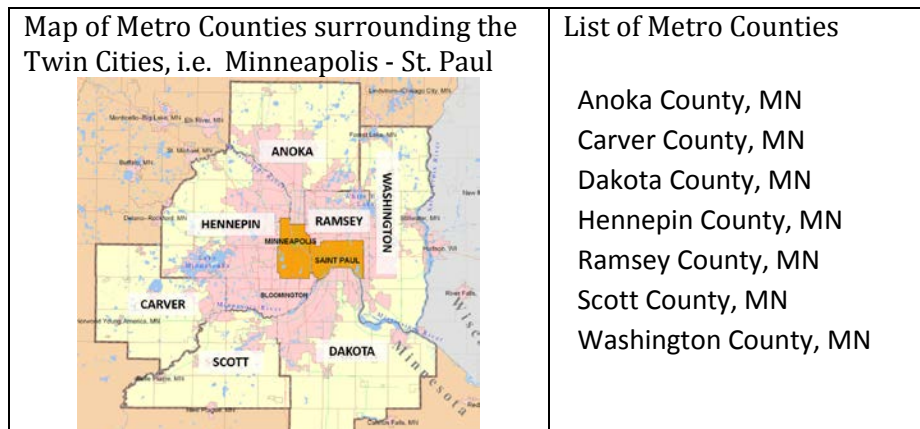 Map of Metro Counties surrounding the
Twin Cities, i.e. Minneapolis - St. Paul
ANOKA
WASHINGTON
HENNEPIN
RAMSEY
MINNEAPOLIS
SAINT PAUL
BLOOMINGTON
CARVER
SCOTT
DAKOTA
Minnesota
List of Metro Counties
Anoka County, MN
Carver County, MN
Dakota County, MN
Hennepin County, MN
Ramsey County, MN
Scott County, MN
Washington County, MN